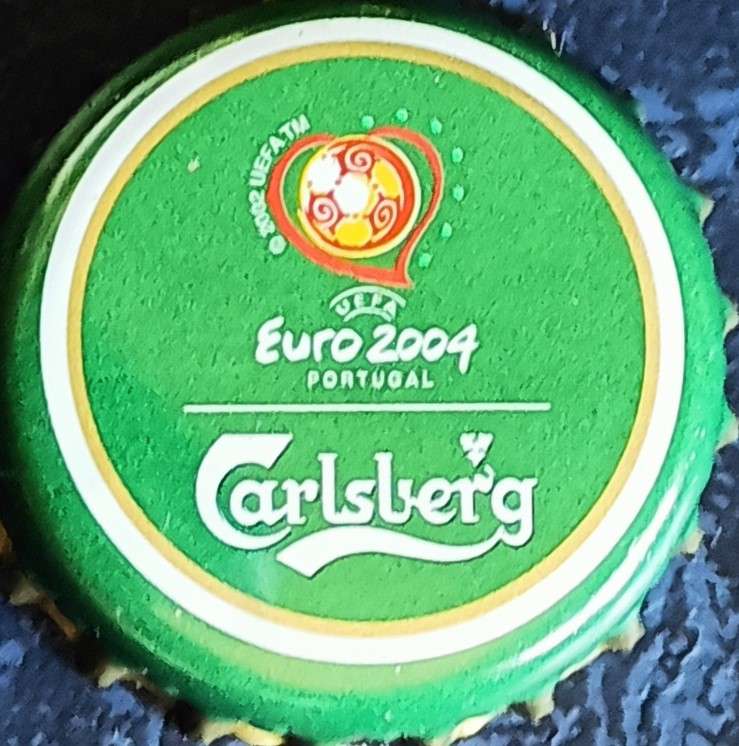 © 2002 UEFA TM
UEFA
Euro 2004
PORTUGAL
Carlsberg